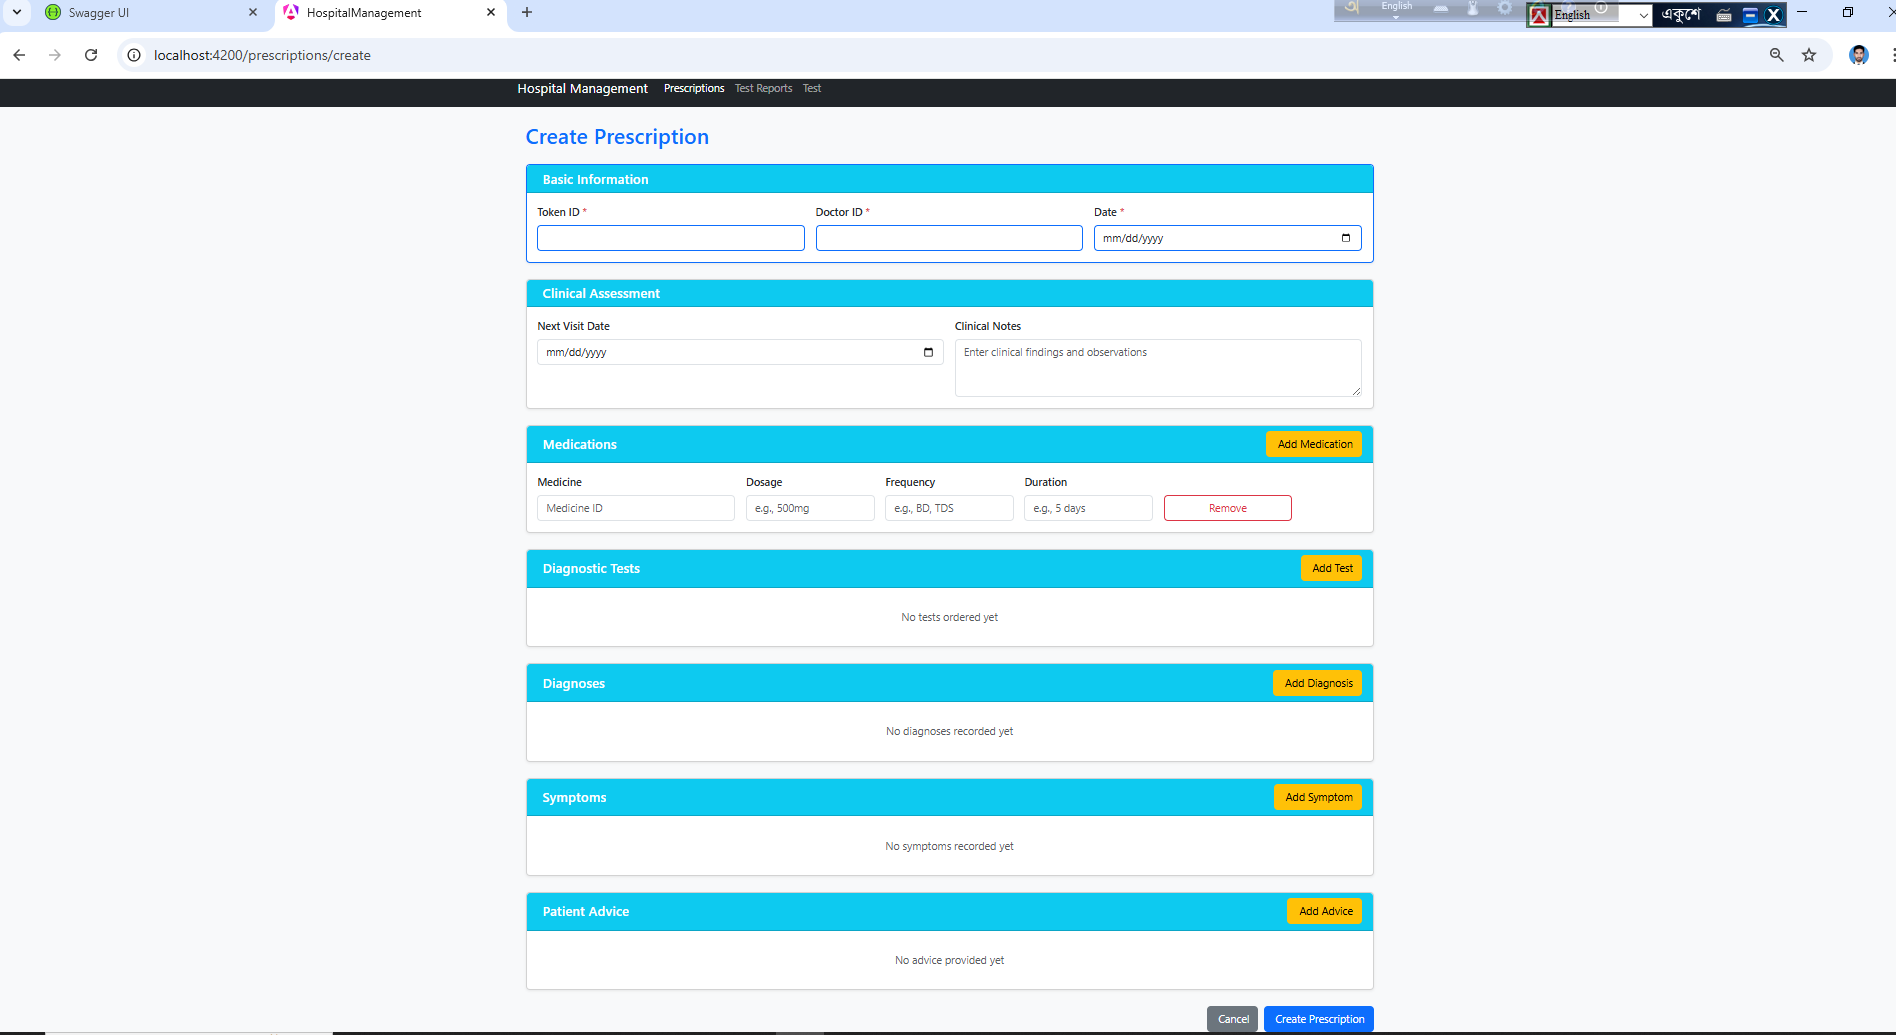 Swagger UI
HospitalManagement
English
English
একুশে
localhost:4200/prescriptions/create
Hospital Management Prescriptions Test Reports Test
Create Prescription
Basic Information
Token ID * Doctor ID * Date *
mm/dd/yyyy
Clinical Assessment
Next Visit Date Clinical Notes
mm/dd/yyyy Enter clinical findings and observations
Medications Add Medication
Medicine Dosage Frequency Duration
Medicine ID e.g., 500mg e.g., BD, TDS e.g., 5 days Remove
Diagnostic Tests Add Test
No tests ordered yet
Diagnoses Add Diagnosis
No diagnoses recorded yet
Symptoms Add Symptom
No symptoms recorded yet
Patient Advice Add Advice
No advice provided yet
Cancel Create Prescription